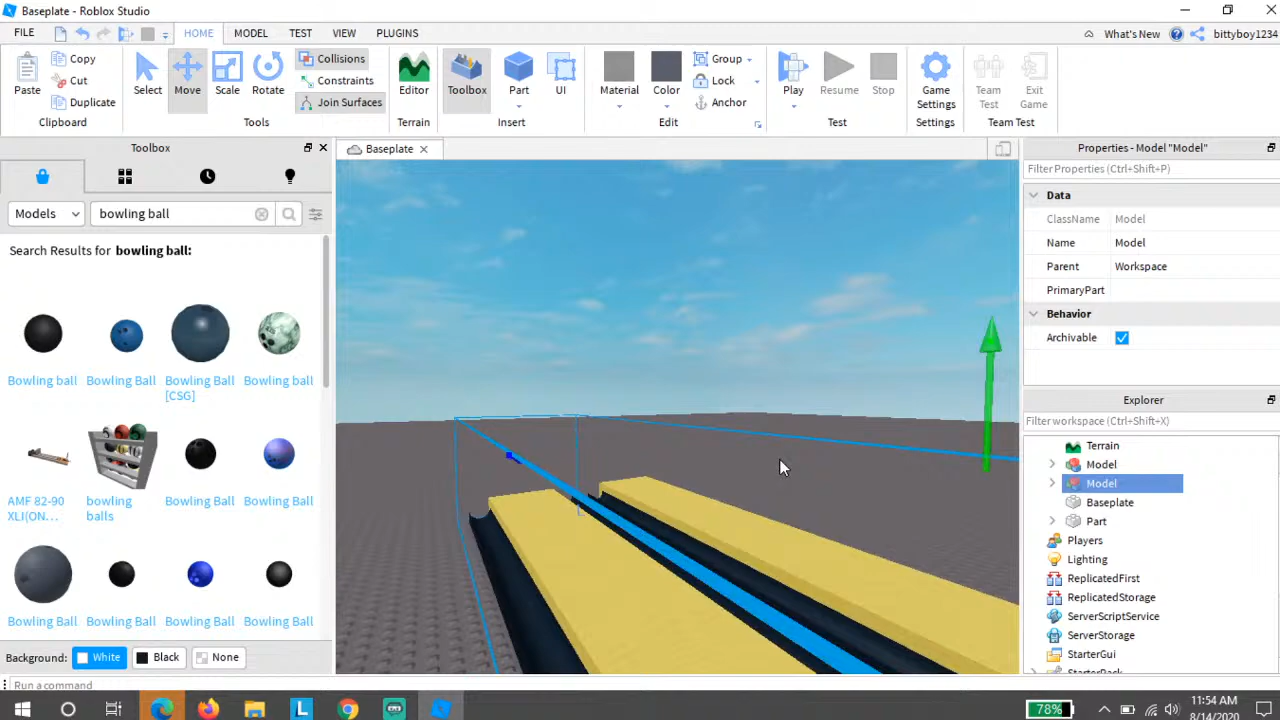 Baseplate - Roblox Studio
FILE HOME MODEL TEST VIEW PLUGINS What's New bittyboy1234
Paste Copy Cut Duplicate Select Move Scale Rotate Collisions Constraints Join Surfaces Editor Toolbox Part UI Material Color Group Lock Anchor Play Resume Stop Game Settings Team Test Exit Game
Clipboard Tools Terrain Insert Edit Test Settings Team Test
Toolbox
Baseplate
Models bowling ball
Search Results for bowling ball:
Bowling ball Bowling Ball Bowling Ball [CSG] Bowling ball
AMF 82-90 XLI(ON... bowling balls Bowling Ball Bowling Ball
Bowling Ball Bowling Ball Bowling Ball Bowling Ball
Background: White Black None
Run a command
Properties - Model "Model"
Filter Properties (Ctrl+Shift+P)
Data
ClassName Model
Name Model
Parent Workspace
PrimaryPart
Behavior
Archivable
Explorer
Filter workspace (Ctrl+Shift+X)
Terrain
Model
Model
Baseplate
Part
Players
Lighting
ReplicatedFirst
ReplicatedStorage
ServerScriptService
ServerStorage
StarterGui
StarterPack
L
78%
11:54 AM
8/14/2020